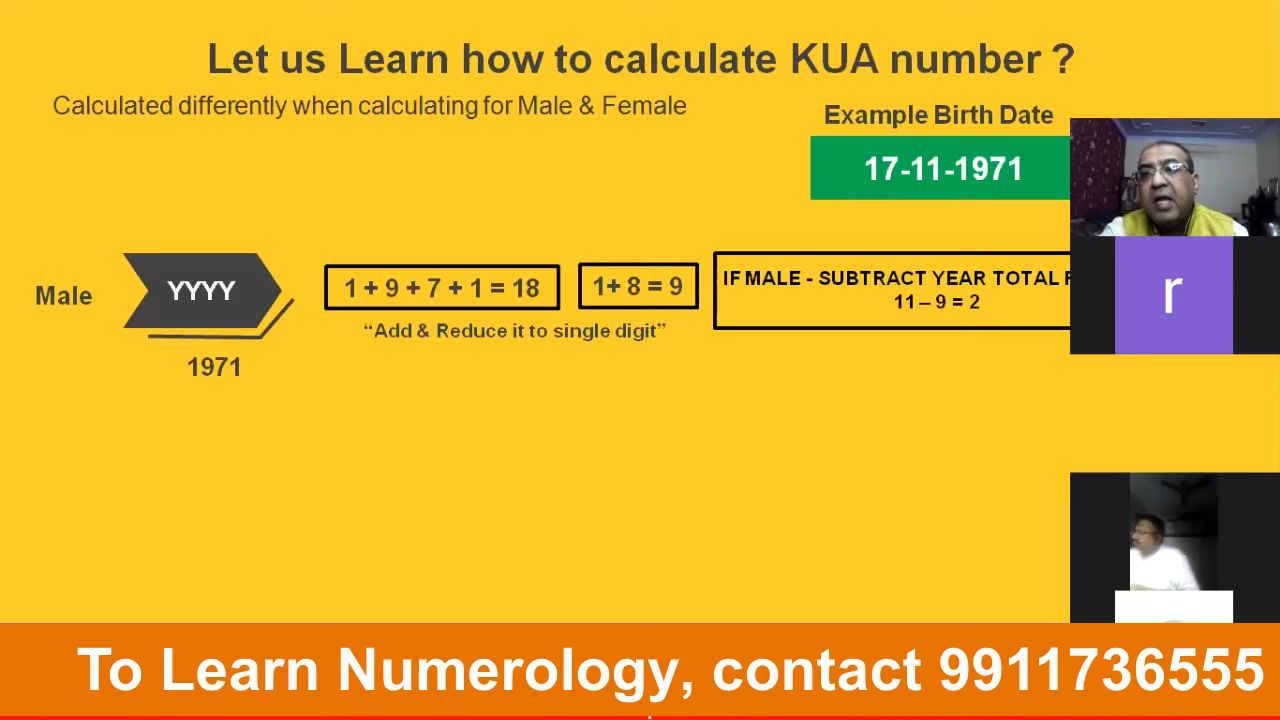 Let us Learn how to calculate KUA number ?
Calculated differently when calculating for Male & Female
Example Birth Date
17-11-1971
Male
YYYY
1 + 9 + 7 + 1 = 18
1+ 8 = 9
IF MALE - SUBTRACT YEAR TOTAL
11 – 9 = 2
“Add & Reduce it to single digit”
1971
r
To Learn Numerology, contact 9911736555